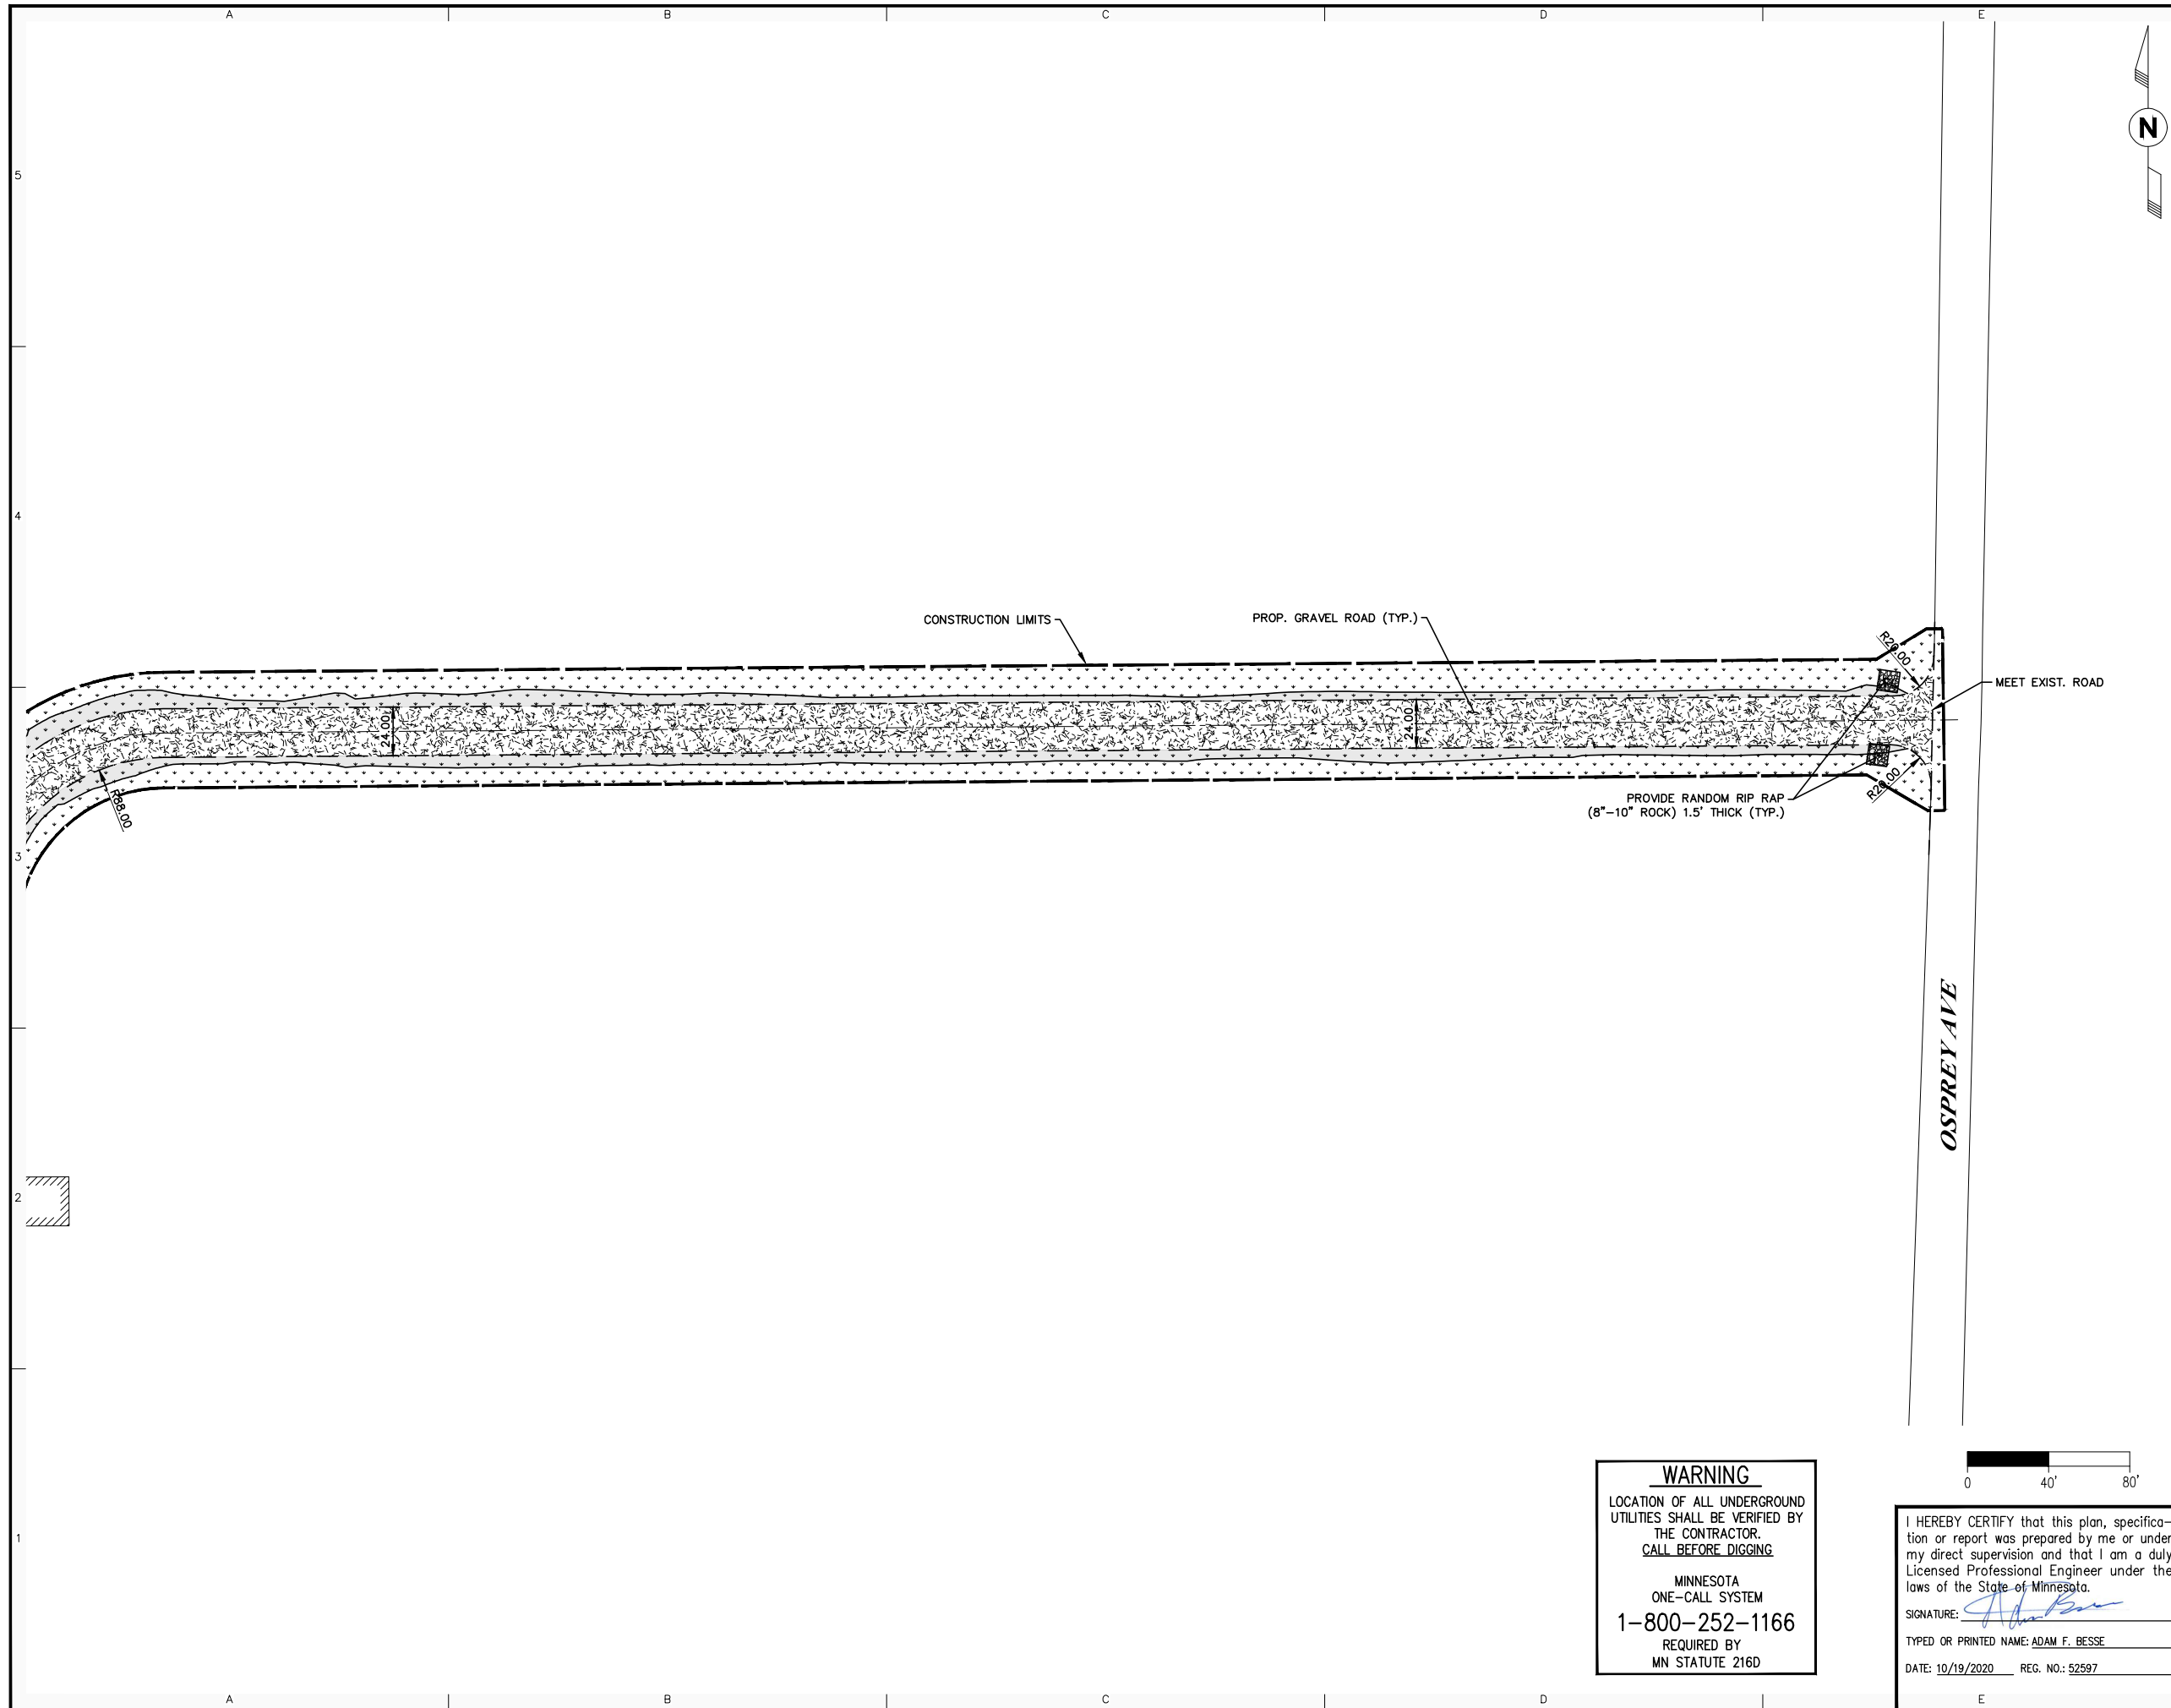 A B C D E
N
5
4
CONSTRUCTION LIMITS
PROP. GRAVEL ROAD (TYP.)
R20.00
MEET EXIST. ROAD
24.00
24.00
R88.00
R20.00
PROVIDE RANDOM RIP RAP
(8"-10" ROCK) 1.5' THICK (TYP.)
3
OSPREY AVE
2
0 40' 80'
WARNING
LOCATION OF ALL UNDERGROUND
UTILITIES SHALL BE VERIFIED BY
THE CONTRACTOR.
CALL BEFORE DIGGING
MINNESOTA
ONE-CALL SYSTEM
1-800-252-1166
REQUIRED BY
MN STATUTE 216D
1
I HEREBY CERTIFY that this plan, specifica-
tion or report was prepared by me or under
my direct supervision and that I am a duly
Licensed Professional Engineer under the
laws of the State of Minnesota.
SIGNATURE: Adam Besse
TYPED OR PRINTED NAME: ADAM F. BESSE
DATE: 10/19/2020 REG. NO.: 52597
A B C D E